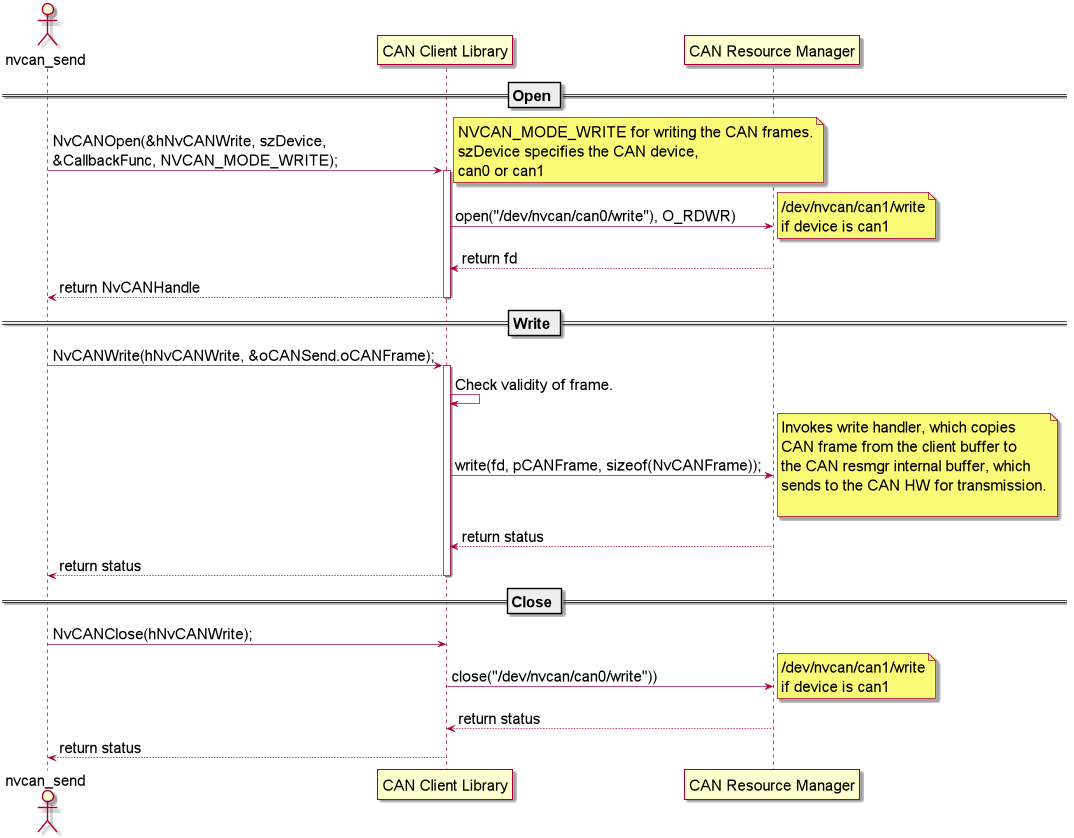 nvcan_send
CAN Client Library
CAN Resource Manager
Open
NvCANOpen(&hNvCANWrite, szDevice,
&CallbackFunc, NVCAN_MODE_WRITE);
NVCAN_MODE_WRITE for writing the CAN frames.
szDevice specifies the CAN device,
can0 or can1
open("/dev/nvcan/can0/write"), O_RDWR)
/dev/nvcan/can1/write
if device is can1
return fd
return NvCANHandle
Write
NvCANWrite(hNvCANWrite, &oCANSend.oCANFrame);
Check validity of frame.
write(fd, pCANFrame, sizeof(NvCANFrame));
Invokes write handler, which copies
CAN frame from the client buffer to
the CAN resmgr internal buffer, which
sends to the CAN HW for transmission.
return status
return status
Close
NvCANClose(hNvCANWrite);
close("/dev/nvcan/can0/write"))
/dev/nvcan/can1/write
if device is can1
return status
return status
nvcan_send
CAN Client Library
CAN Resource Manager